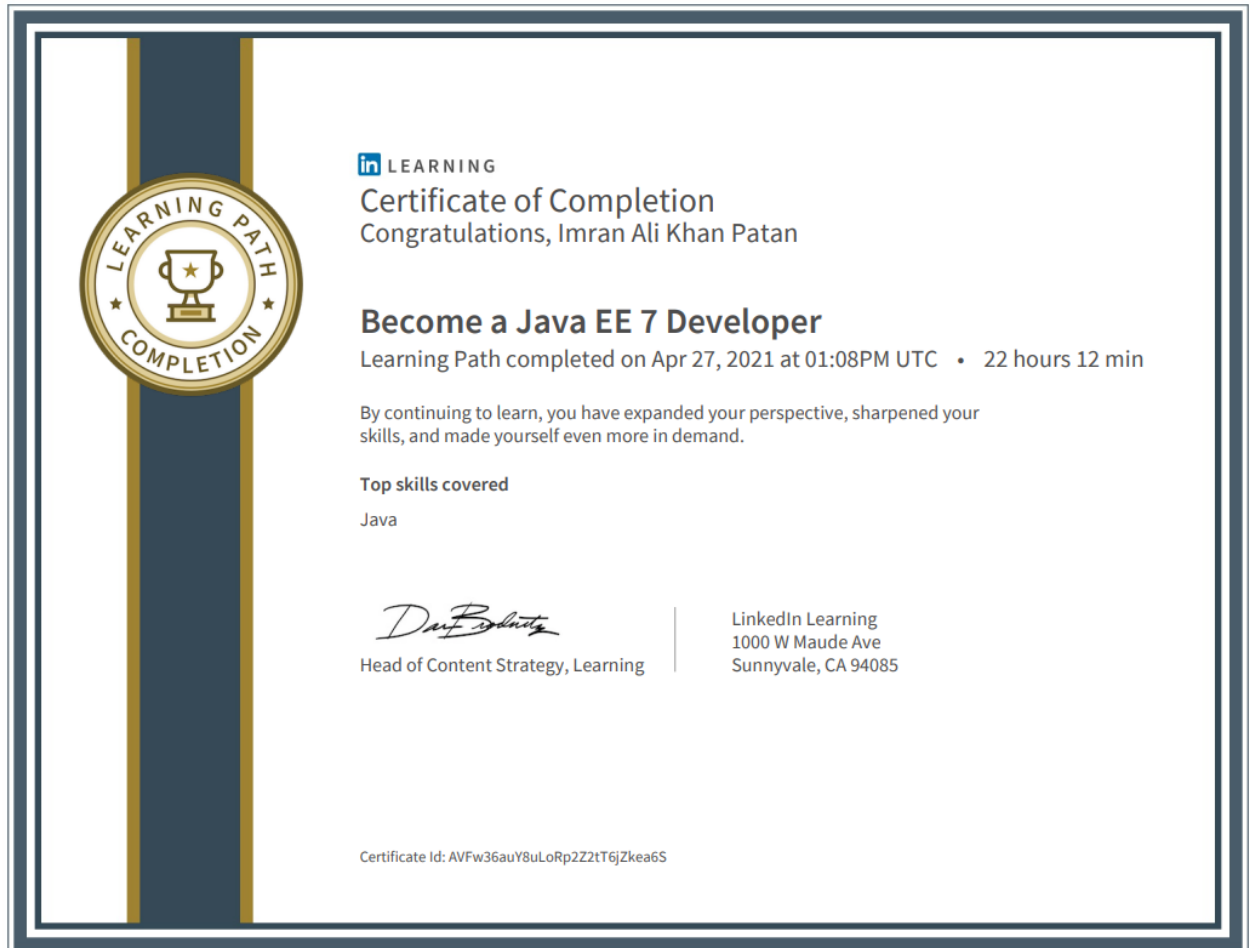 LEARNING PATH
COMPLETION
in LEARNING
Certificate of Completion
Congratulations, Imran Ali Khan Patan
Become a Java EE 7 Developer
Learning Path completed on Apr 27, 2021 at 01:08PM UTC • 22 hours 12 min
By continuing to learn, you have expanded your perspective, sharpened your
skills, and made yourself even more in demand.
Top skills covered
Java
Head of Content Strategy, Learning
LinkedIn Learning
1000 W Maude Ave
Sunnyvale, CA 94085
Certificate Id: AVFw36auY8uLoRp2Z2tT6jZkea6S